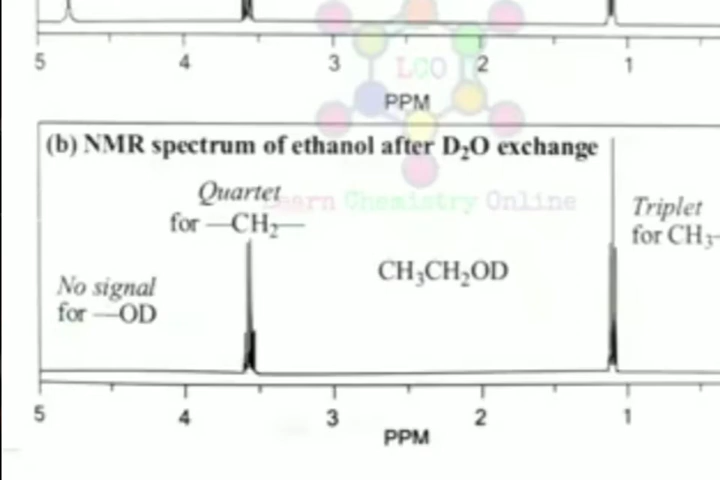 5 4 3 2 1
LCO
PPM
(b) NMR spectrum of ethanol after D₂O exchange
Learn Chemistry Online
Quartet
for —CH₂—
Triplet
for CH₃-
CH₃CH₂OD
No signal
for —OD
5 4 3 2 1
PPM